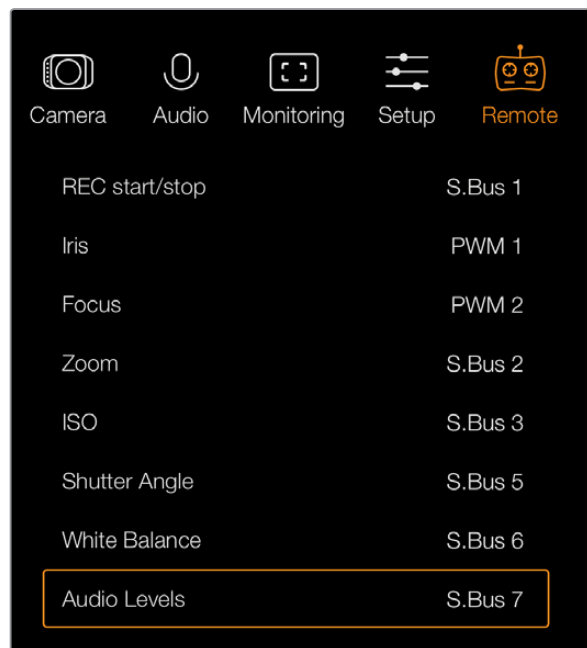 Camera Audio Monitoring Setup Remote
REC start/stop S.Bus 1
Iris PWM 1
Focus PWM 2
Zoom S.Bus 2
ISO S.Bus 3
Shutter Angle S.Bus 5
White Balance S.Bus 6
Audio Levels S.Bus 7